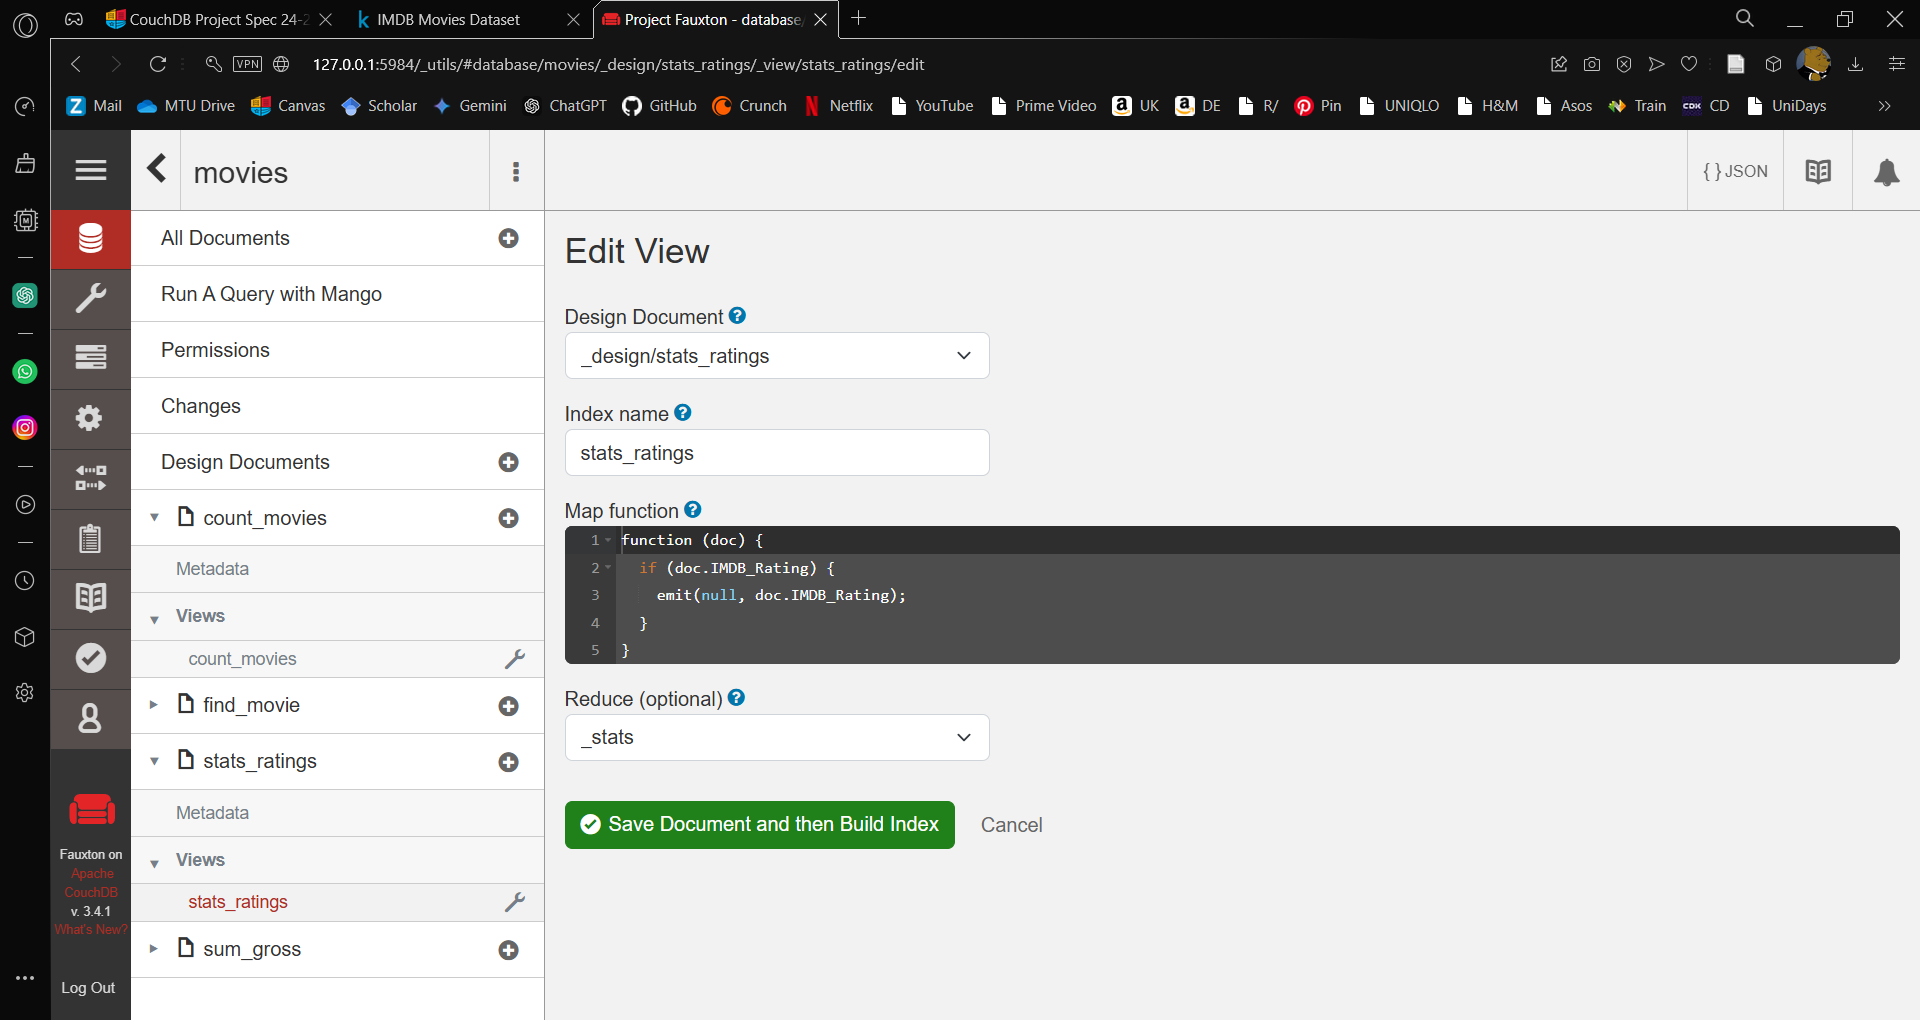 CouchDB Project Spec 24-2
IMDB Movies Dataset
Project Fauxton - database/
VPN
127.0.0.1:5984/_utils/#database/movies/_design/stats_ratings/_view/stats_ratings/edit
Mail
MTU Drive
Canvas
Scholar
Gemini
ChatGPT
GitHub
Crunch
Netflix
YouTube
Prime Video
UK
DE
R/
Pin
UNIQLO
H&M
Asos
Train
CDK CD
UniDays
movies
{ } JSON
All Documents
Run A Query with Mango
Permissions
Changes
Design Documents
count_movies
Metadata
Views
count_movies
find_movie
stats_ratings
Metadata
Views
stats_ratings
sum_gross
Fauxton on
Apache
CouchDB
v. 3.4.1
What's New?
Log Out
Edit View
Design Document
_design/stats_ratings
Index name
stats_ratings
Map function
1 function (doc) {
2 if (doc.IMDB_Rating) {
3 emit(null, doc.IMDB_Rating);
4 }
5 }
Reduce (optional)
_stats
Save Document and then Build Index
Cancel